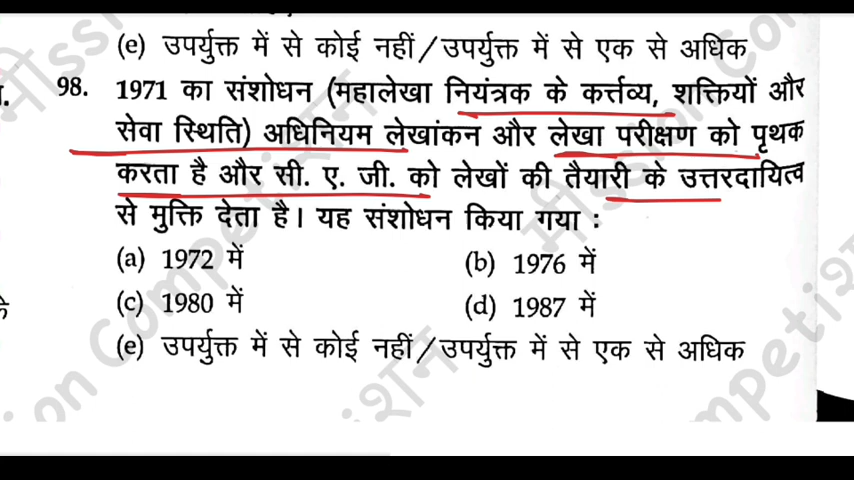 (e) उपर्युक्त में से कोई नहीं/उपर्युक्त में से एक से अधिक
98. 1971 का संशोधन (महालेखा नियंत्रक के कर्त्तव्य, शक्तियों और
सेवा स्थिति) अधिनियम लेखांकन और लेखा परीक्षण को पृथक
करता है और सी. ए. जी. को लेखों की तैयारी के उत्तरदायित्व
से मुक्ति देता है। यह संशोधन किया गया :
(a) 1972 में
(b) 1976 में
(c) 1980 में
(d) 1987 में
(e) उपर्युक्त में से कोई नहीं/उपर्युक्त में से एक से अधिक